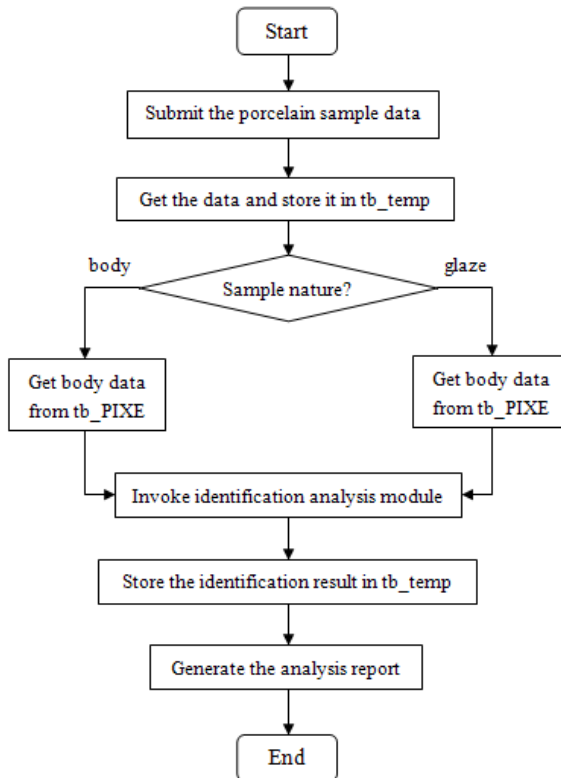 Start
Submit the porcelain sample data
Get the data and store it in tb_temp
body
glaze
Sample nature?
Get body data
from tb_PIXE
Get body data
from tb_PIXE
Invoke identification analysis module
Store the identification result in tb_temp
Generate the analysis report
End